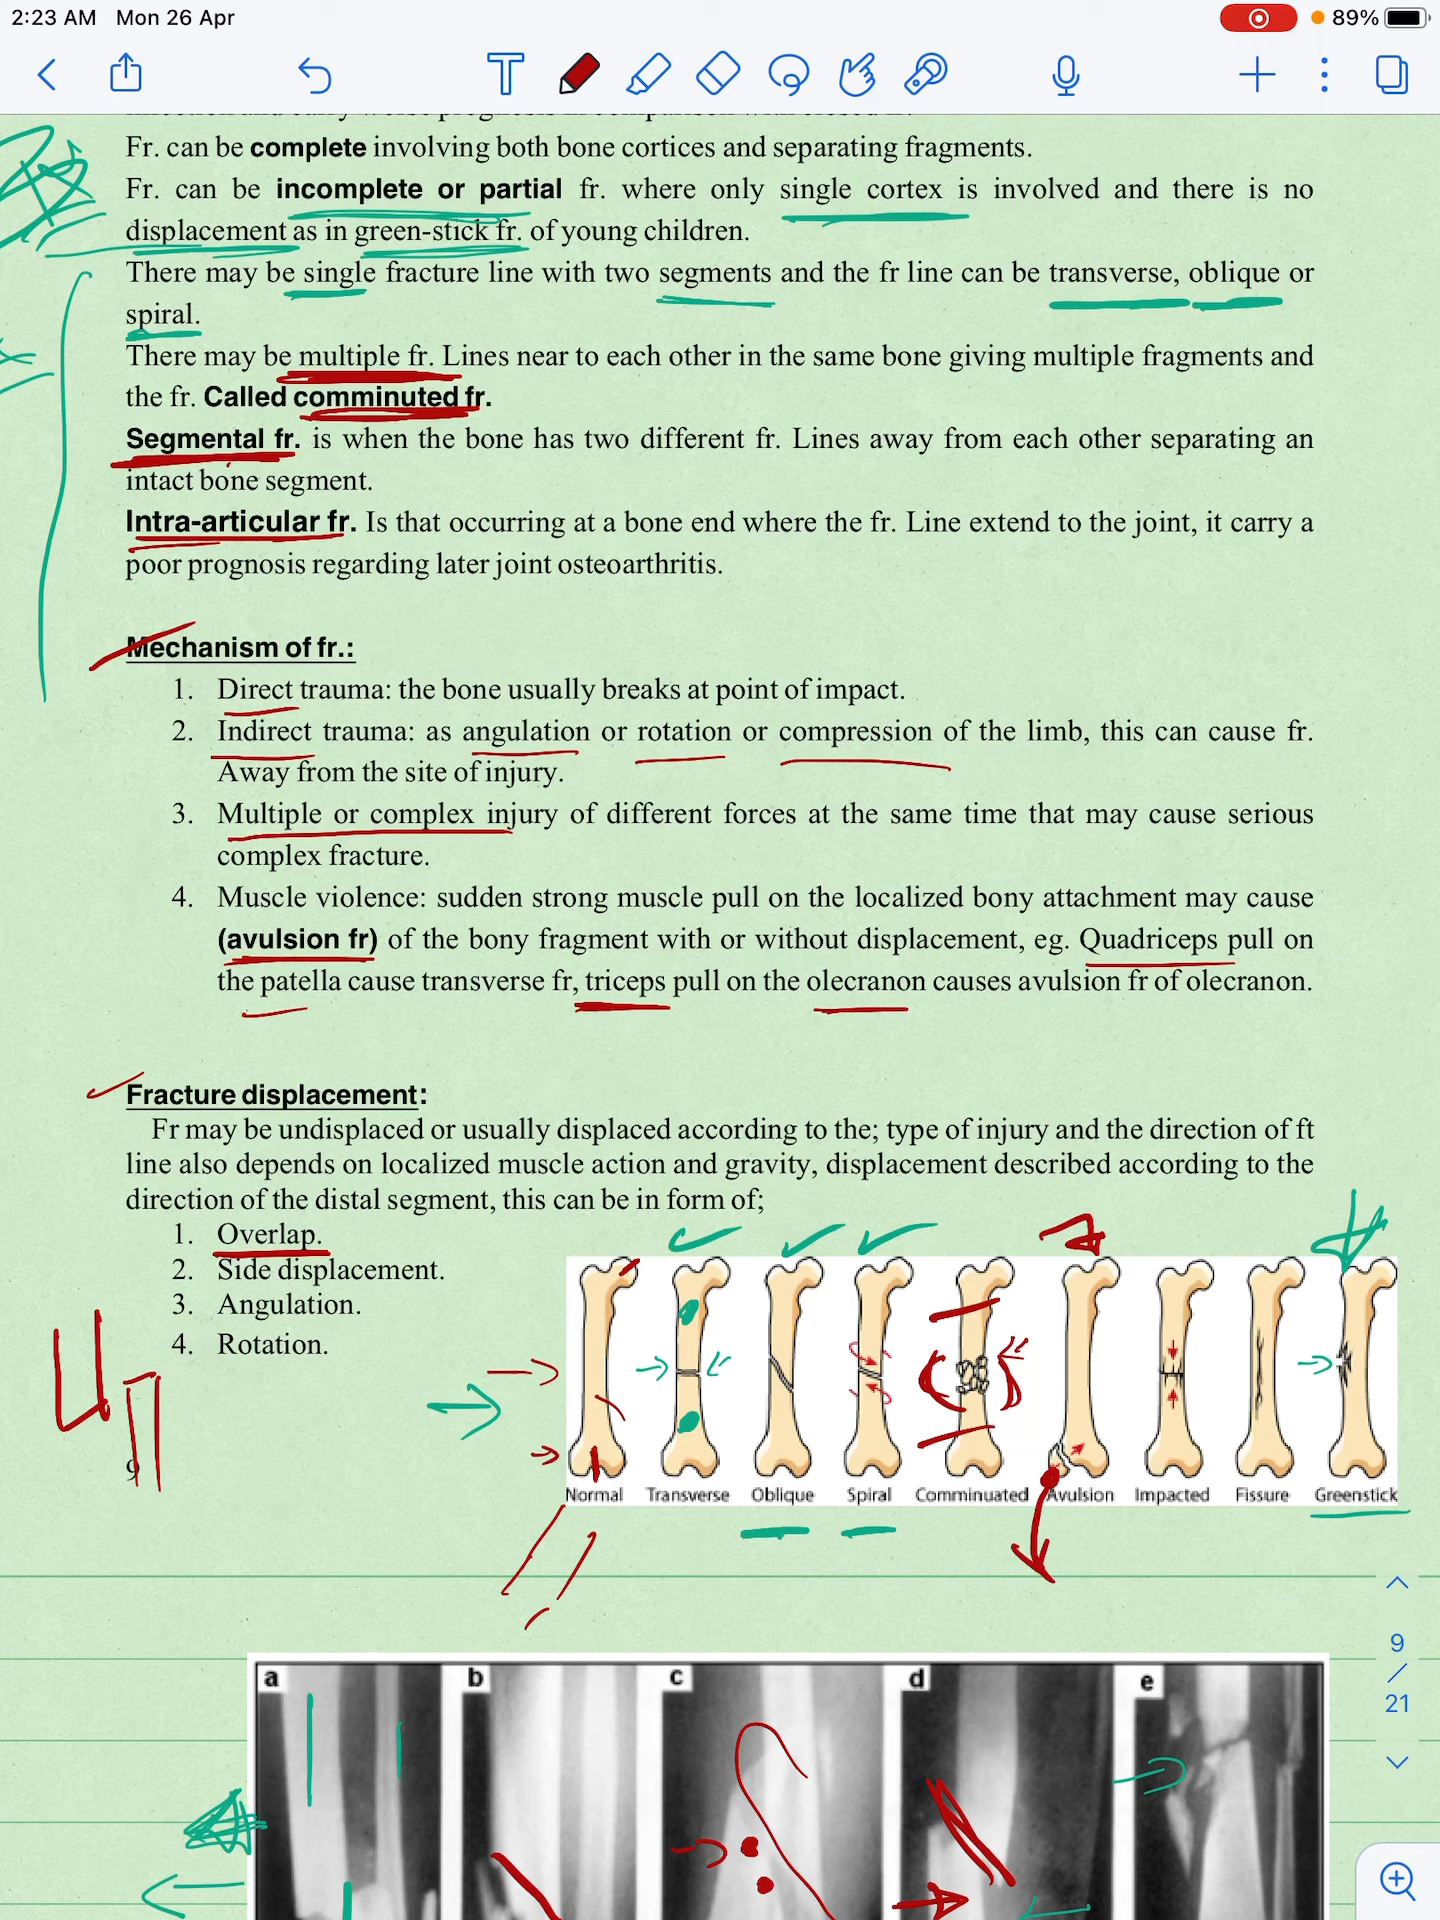 2:23 AM Mon 26 Apr
89%
Fr. can be complete involving both bone cortices and separating fragments.
Fr. can be incomplete or partial fr. where only single cortex is involved and there is no
displacement as in green-stick fr. of young children.
There may be single fracture line with two segments and the fr line can be transverse, oblique or
spiral.
There may be multiple fr. Lines near to each other in the same bone giving multiple fragments and
the fr. Called comminuted fr.
Segmental fr. is when the bone has two different fr. Lines away from each other separating an
intact bone segment.
Intra-articular fr. Is that occurring at a bone end where the fr. Line extend to the joint, it carry a
poor prognosis regarding later joint osteoarthritis.
Mechanism of fr.:
1. Direct trauma: the bone usually breaks at point of impact.
2. Indirect trauma: as angulation or rotation or compression of the limb, this can cause fr.
Away from the site of injury.
3. Multiple or complex injury of different forces at the same time that may cause serious
complex fracture.
4. Muscle violence: sudden strong muscle pull on the localized bony attachment may cause
(avulsion fr) of the bony fragment with or without displacement, eg. Quadriceps pull on
the patella cause transverse fr, triceps pull on the olecranon causes avulsion fr of olecranon.
Fracture displacement:
Fr may be undisplaced or usually displaced according to the; type of injury and the direction of ft
line also depends on localized muscle action and gravity, displacement described according to the
direction of the distal segment, this can be in form of;
1. Overlap.
2. Side displacement.
3. Angulation.
4. Rotation.
9
Normal Transverse Oblique Spiral Comminuated Avulsion Impacted Fissure Greenstick
9
/
21
a b c d e